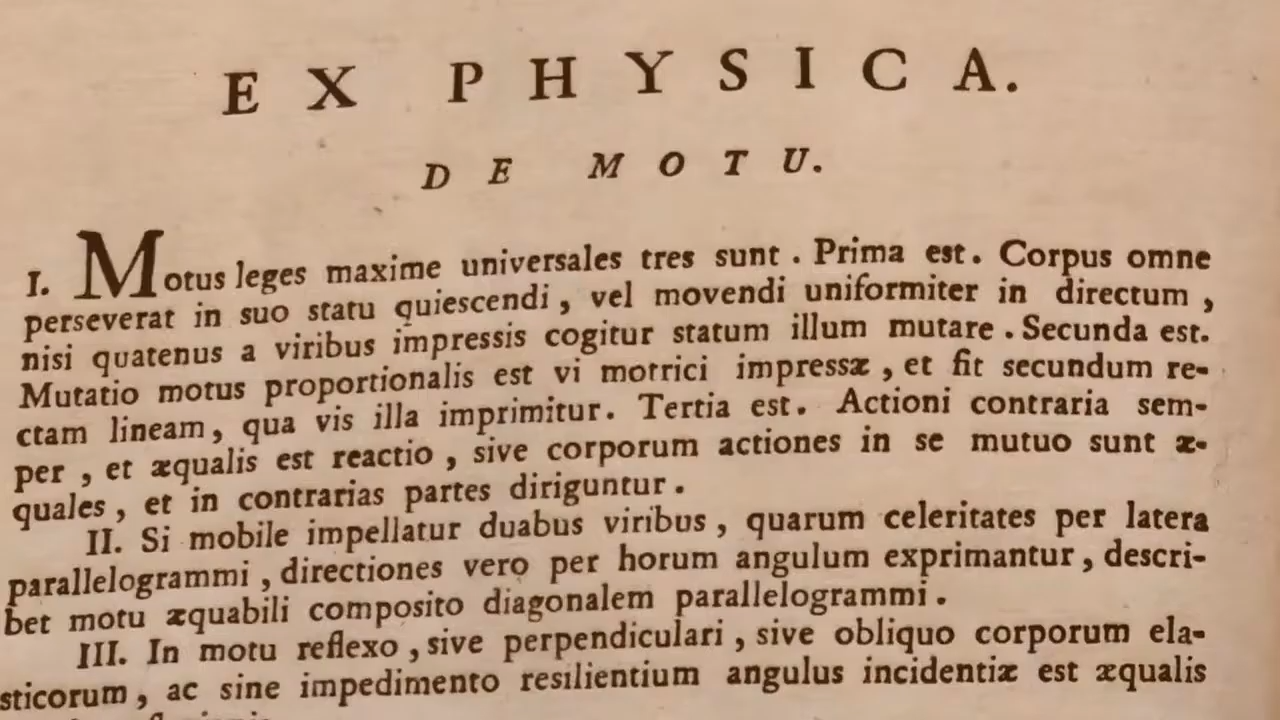 EX PHYSICA.
DE MOTU.
I. Motus leges maxime universales tres sunt. Prima est. Corpus omne
perseverat in suo statu quiescendi, vel movendi uniformiter in directum,
nisi quatenus a viribus impressis cogitur statum illum mutare. Secunda est.
Mutatio motus proportionalis est vi motrici impressæ, et fit secundum re-
ctam lineam, qua vis illa imprimitur. Tertia est. Actioni contraria sem-
per, et æqualis est reactio, sive corporum actiones in se mutuo sunt æ-
quales, et in contrarias partes diriguntur.
II. Si mobile impellatur duabus viribus, quarum celeritates per latera
parallelogrammi, directiones vero per horum angulum exprimantur, descri-
bet motu æquabili composito diagonalem parallelogrammi.
III. In motu reflexo, sive perpendiculari, sive obliquo corporum ela-
sticorum, ac sine impedimento resilientium angulus incidentiæ est æqualis